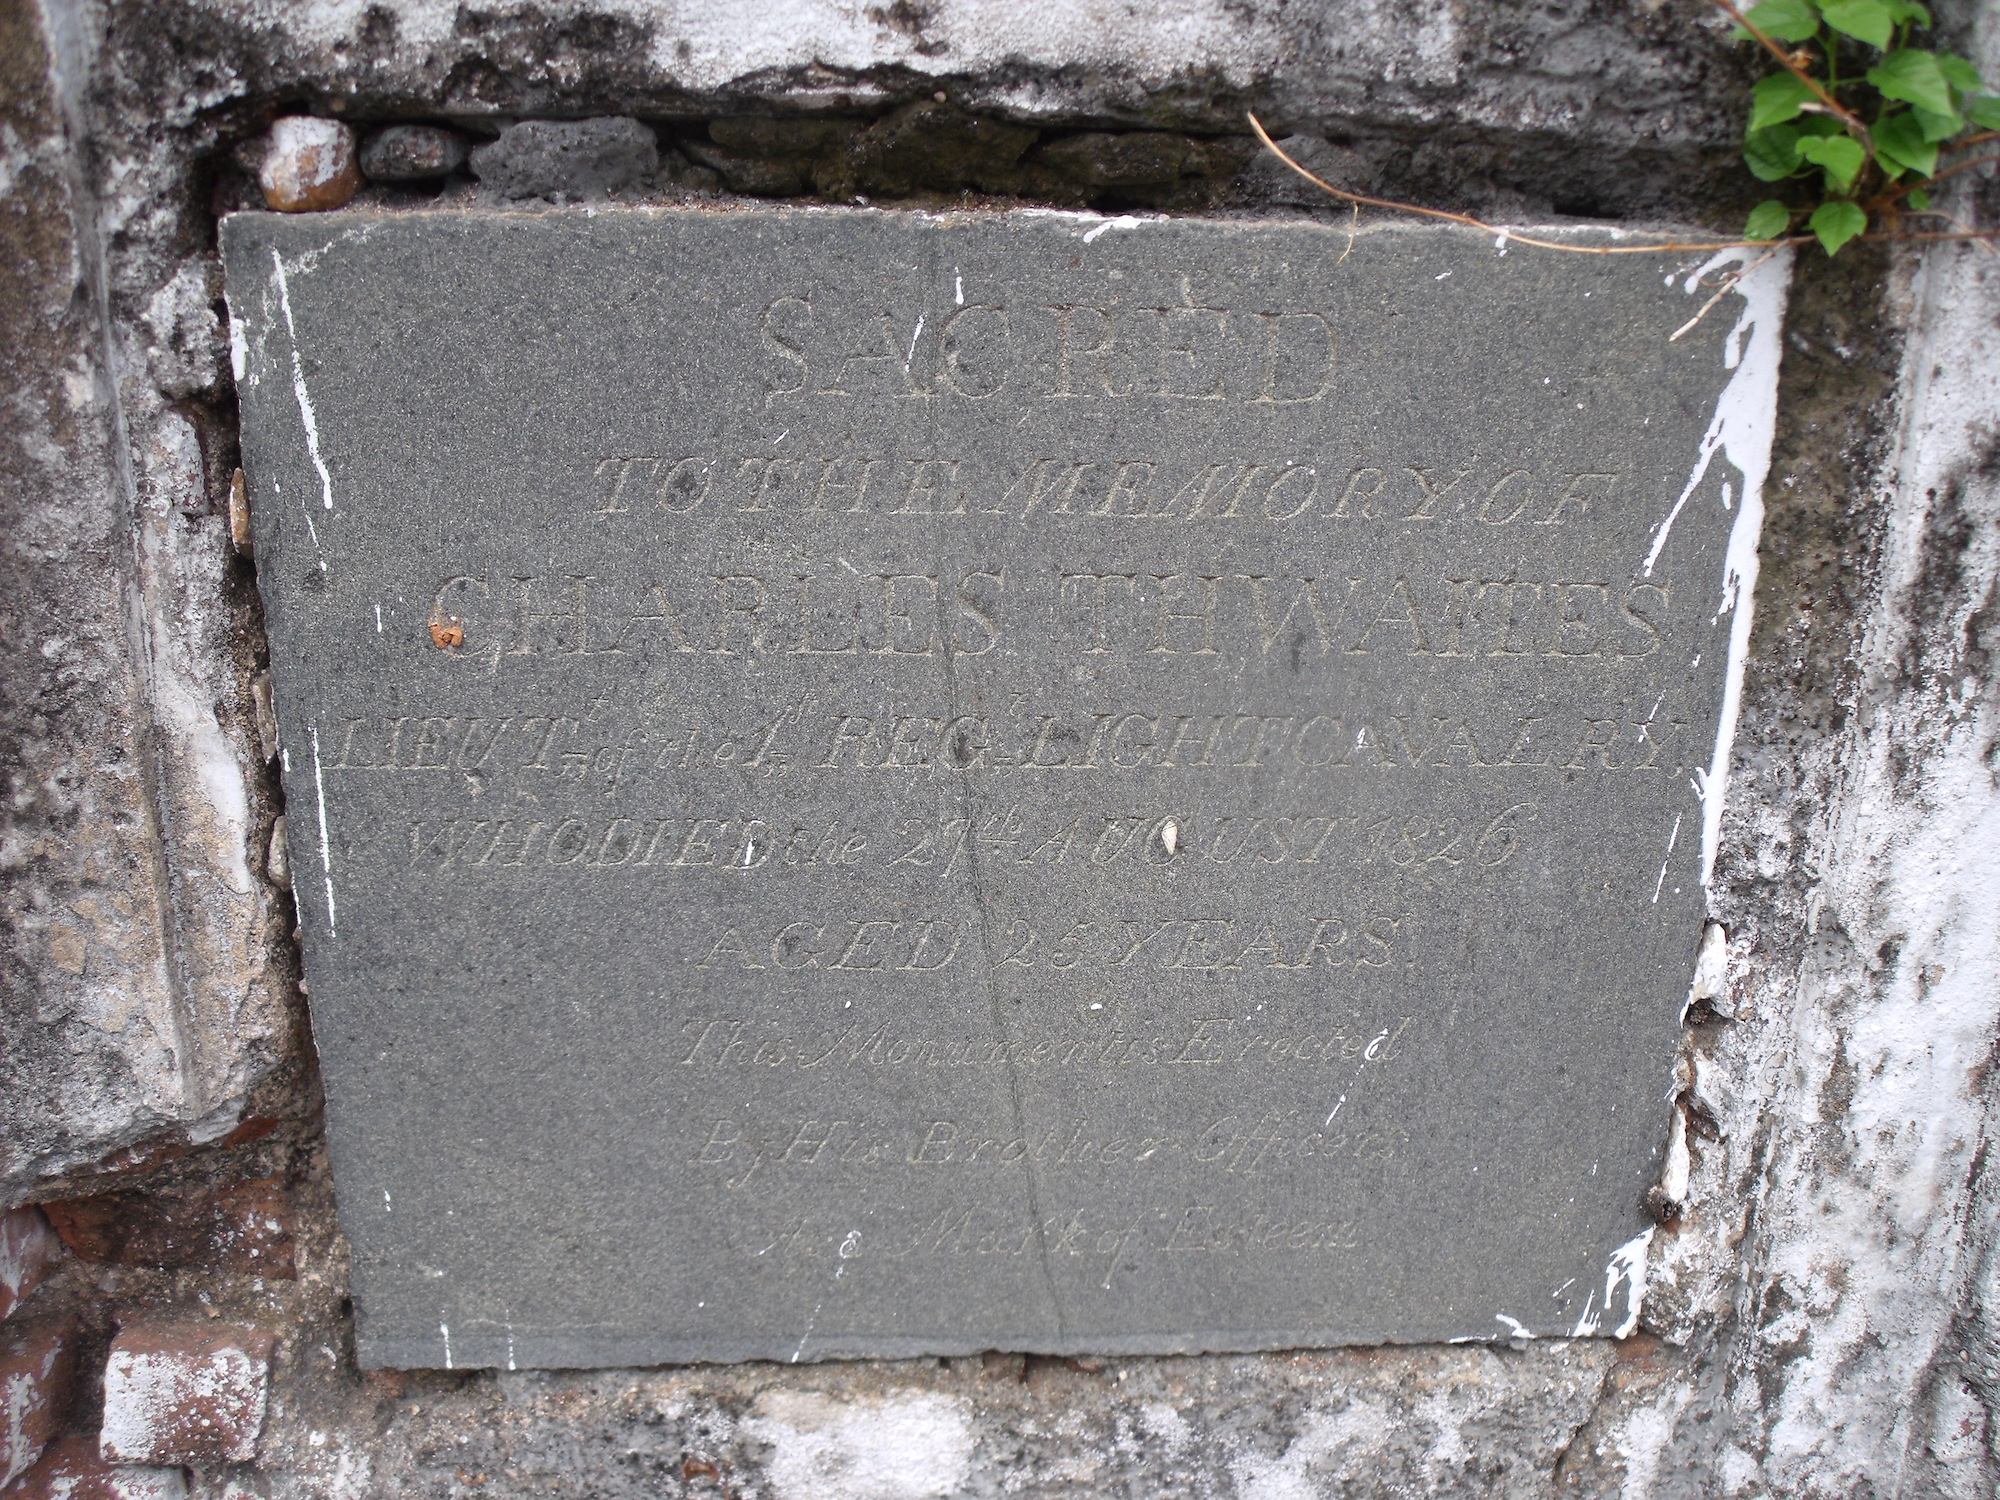 SACRED
TO THE MEMORY OF
CHARLES THWAITES
LIEUT.t of the 1st REG.t LIGHT CAVALRY,
WHO DIED the 27th AUGUST 1826
AGED 25 YEARS.
This Monument is Erected
By His Brother Officers
As a Mark of Esteem